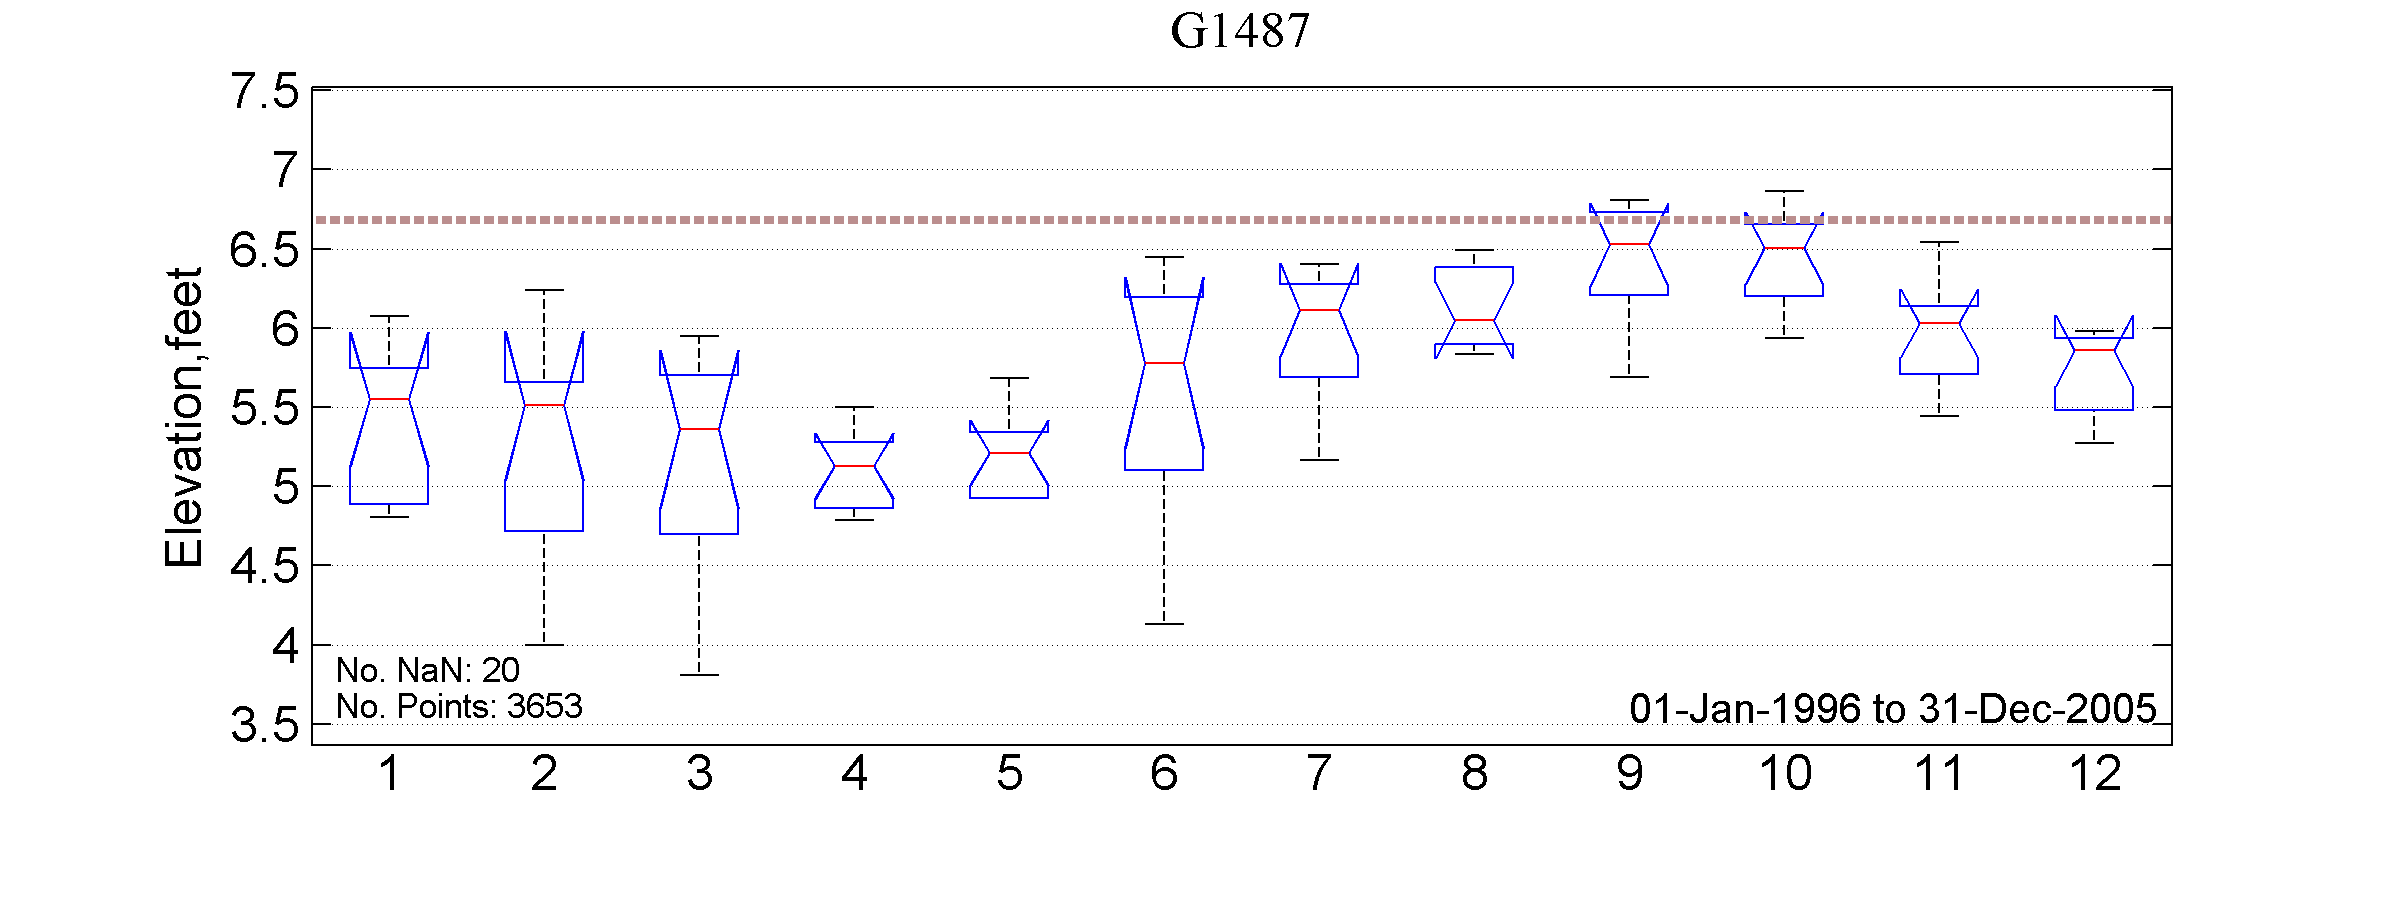 G1487
7.5
7
6.5
6
5.5
5
4.5
4
3.5
Elevation,feet
No. NaN: 20
No. Points: 3653
01-Jan-1996 to 31-Dec-2005
1 2 3 4 5 6 7 8 9 10 11 12